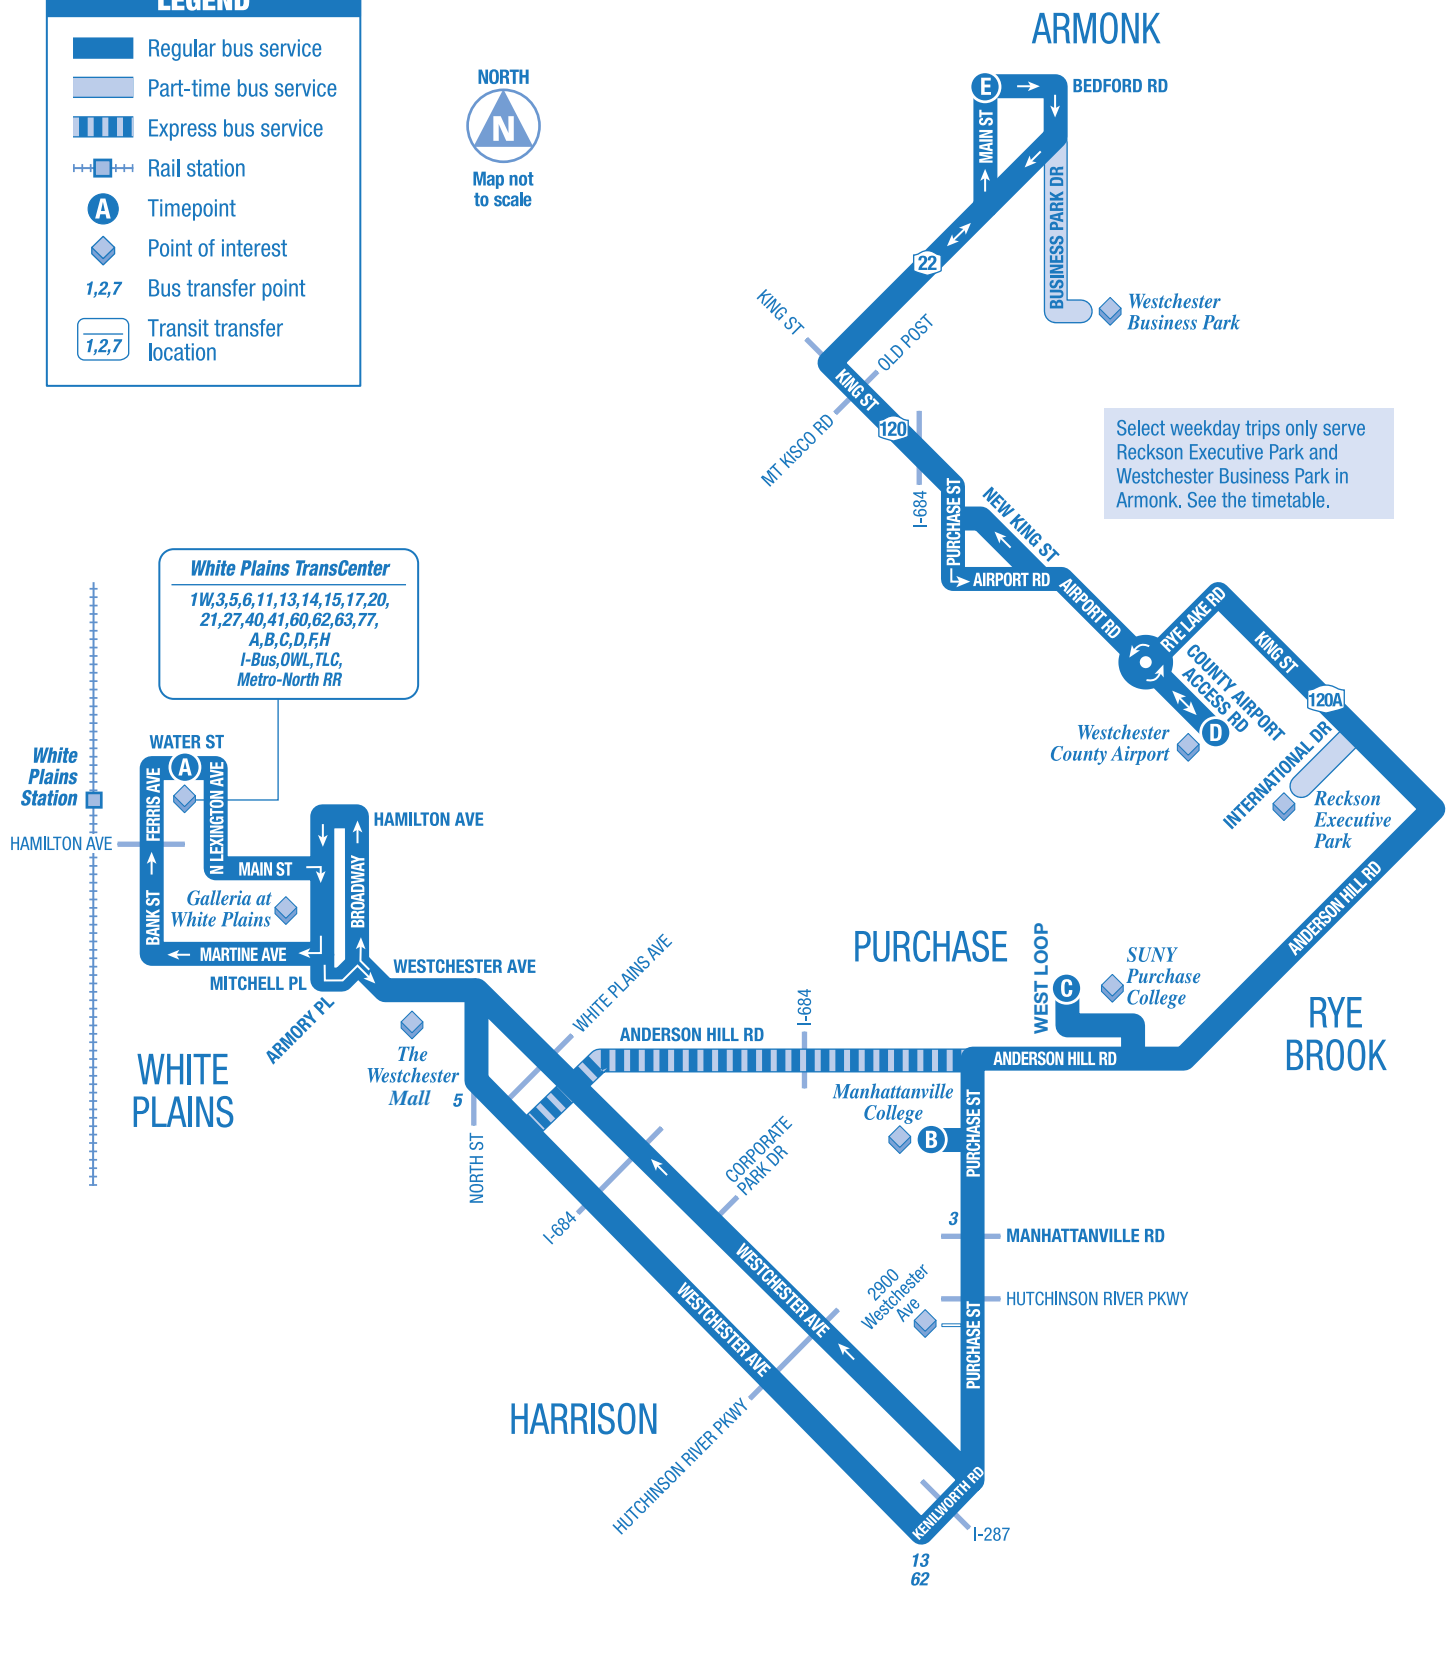 LEGEND
Regular bus service
Part-time bus service
Express bus service
Rail station
A
Timepoint
Point of interest
1,2,7
Bus transfer point
1,2,7
Transit transfer
location
NORTH
N
Map not
to scale
ARMONK
E
BEDFORD RD
MAIN ST
BUSINESS PARK DR
Westchester
Business Park
22
KING ST
OLD POST
KING ST
MT KISCO RD
120
I-684
Select weekday trips only serve
Reckson Executive Park and
Westchester Business Park in
Armonk. See the timetable.
PURCHASE ST
NEW KING ST
AIRPORT RD
AIRPORT RD
RYE LAKE RD
KING ST
COUNTY AIRPORT
ACCESS RD
120A
D
Westchester
County Airport
INTERNATIONAL DR
Reckson
Executive
Park
ANDERSON HILL RD
White Plains TransCenter
1W,3,5,6,11,13,14,15,17,20,
21,27,40,41,60,62,63,77,
A,B,C,D,F,H
I-Bus,OWL,TLC,
Metro-North RR
White
Plains
Station
WATER ST
A
FERRIS AVE
N LEXINGTON AVE
HAMILTON AVE
HAMILTON AVE
MAIN ST
BROADWAY
BANK ST
Galleria at
White Plains
MARTINE AVE
MITCHELL PL
ARMORY PL
WESTCHESTER AVE
The
Westchester
Mall
5
NORTH ST
WHITE
PLAINS
WHITE PLAINS AVE
ANDERSON HILL RD
I-684
PURCHASE
WEST LOOP
C
SUNY
Purchase
College
ANDERSON HILL RD
RYE
BROOK
Manhattanville
College
B
PURCHASE ST
CORPORATE
PARK DR
I-684
3
MANHATTANVILLE RD
2900
Westchester
Ave
HUTCHINSON RIVER PKWY
PURCHASE ST
WESTCHESTER AVE
WESTCHESTER AVE
HARRISON
HUTCHINSON RIVER PKWY
KENILWORTH RD
I-287
13
62